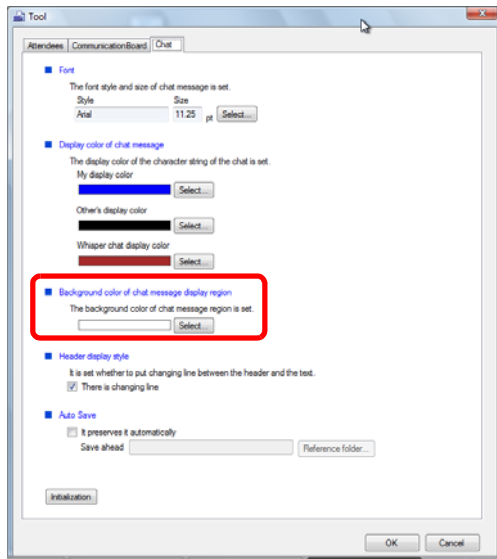 Tool
Attendees CommunicationBoard Chat
Font
The font style and size of chat message is set.
Style Size
Arial 11.25 pt Select...
Display color of chat message
The display color of the character string of the chat is set.
My display color
Select...
Other's display color
Select...
Whisper chat display color
Select...
Background color of chat message display region
The background color of chat message region is set.
Select...
Header display style
It is set whether to put changing line between the header and the text.
There is changing line
Auto Save
It preserves it automatically
Save ahead Reference folder...
Initialization
OK Cancel